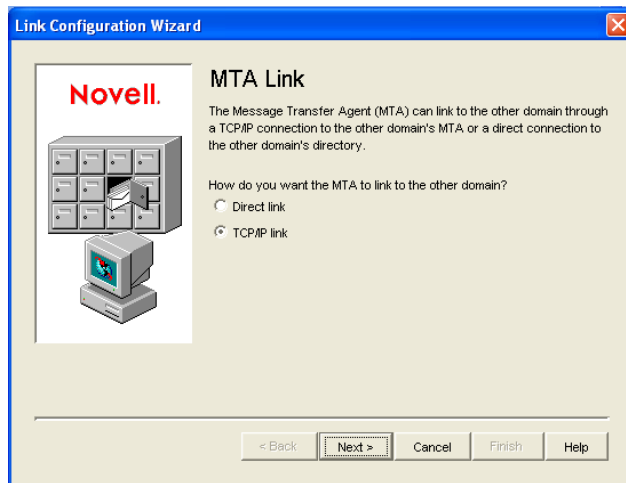 Link Configuration Wizard
Novell.
MTA Link
The Message Transfer Agent (MTA) can link to the other domain through
a TCP/IP connection to the other domain's MTA or a direct connection to
the other domain's directory.
How do you want the MTA to link to the other domain?
Direct link
TCP/IP link
< Back
Next >
Cancel
Finish
Help